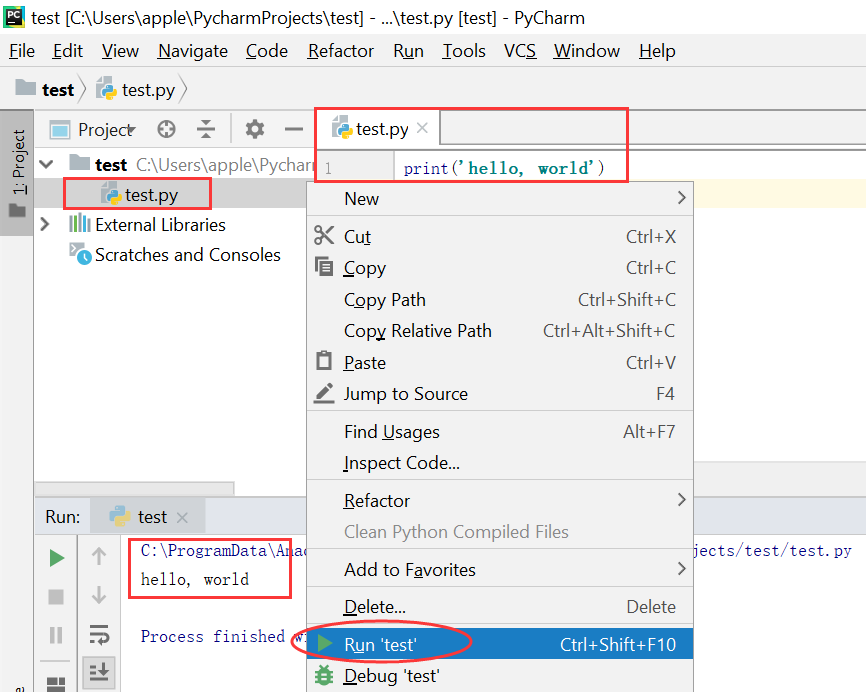 test [C:\Users\apple\PycharmProjects\test] - ...\test.py [test] - PyCharm
File Edit View Navigate Code Refactor Run Tools VCS Window Help
test test.py
1: Project
Project
test.py
test C:\Users\apple\Pycharm
1 print('hello, world')
test.py
External Libraries
Scratches and Consoles
New
Cut Ctrl+X
Copy Ctrl+C
Copy Path Ctrl+Shift+C
Copy Relative Path Ctrl+Alt+Shift+C
Paste Ctrl+V
Jump to Source F4
Find Usages Alt+F7
Inspect Code...
Refactor
Clean Python Compiled Files
Add to Favorites
Delete... Delete
Run 'test' Ctrl+Shift+F10
Debug 'test'
Run: test
C:\ProgramData\Anac jects/test/test.py
hello, world
Process finished wi